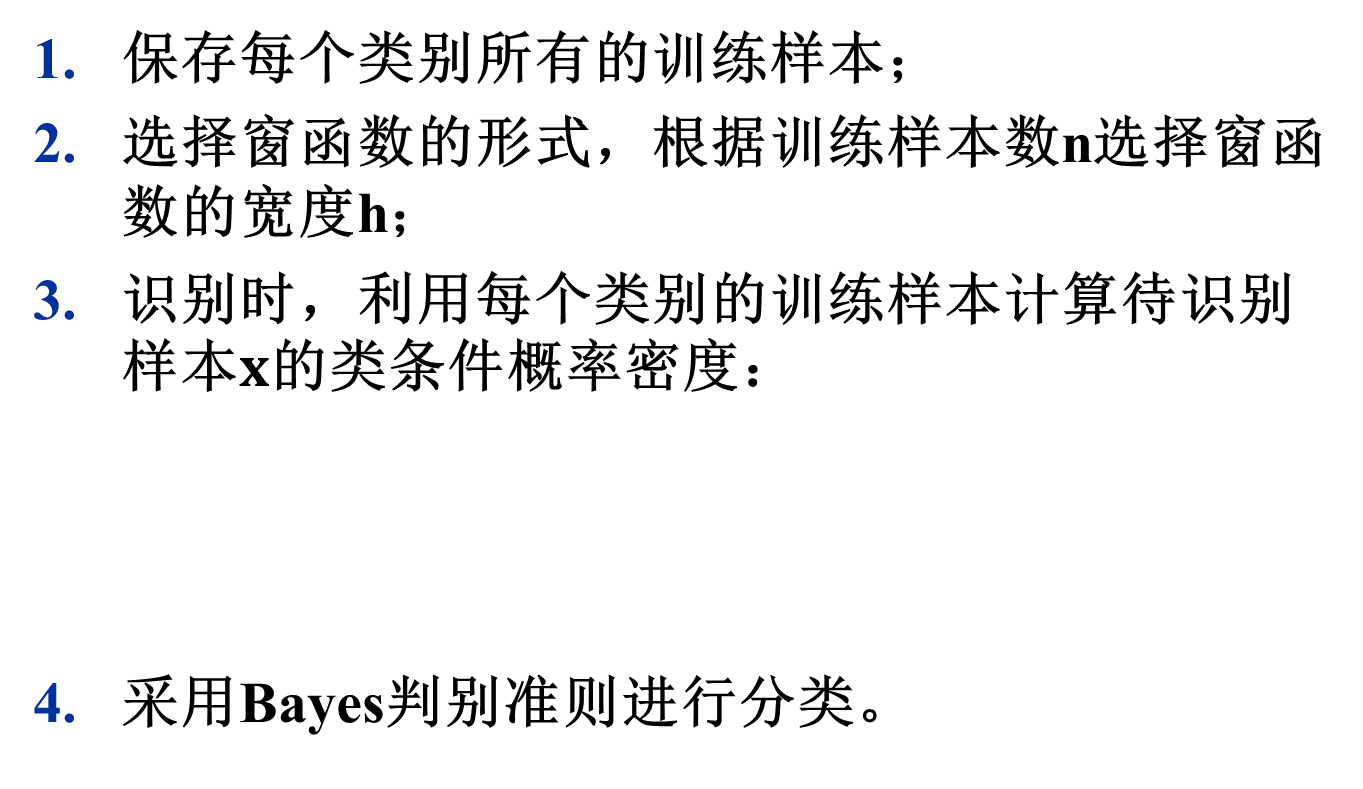 1. 保存每个类别所有的训练样本；
2. 选择窗函数的形式，根据训练样本数n选择窗函
数的宽度h；
3. 识别时，利用每个类别的训练样本计算待识别
样本x的类条件概率密度：
4. 采用Bayes判别准则进行分类。